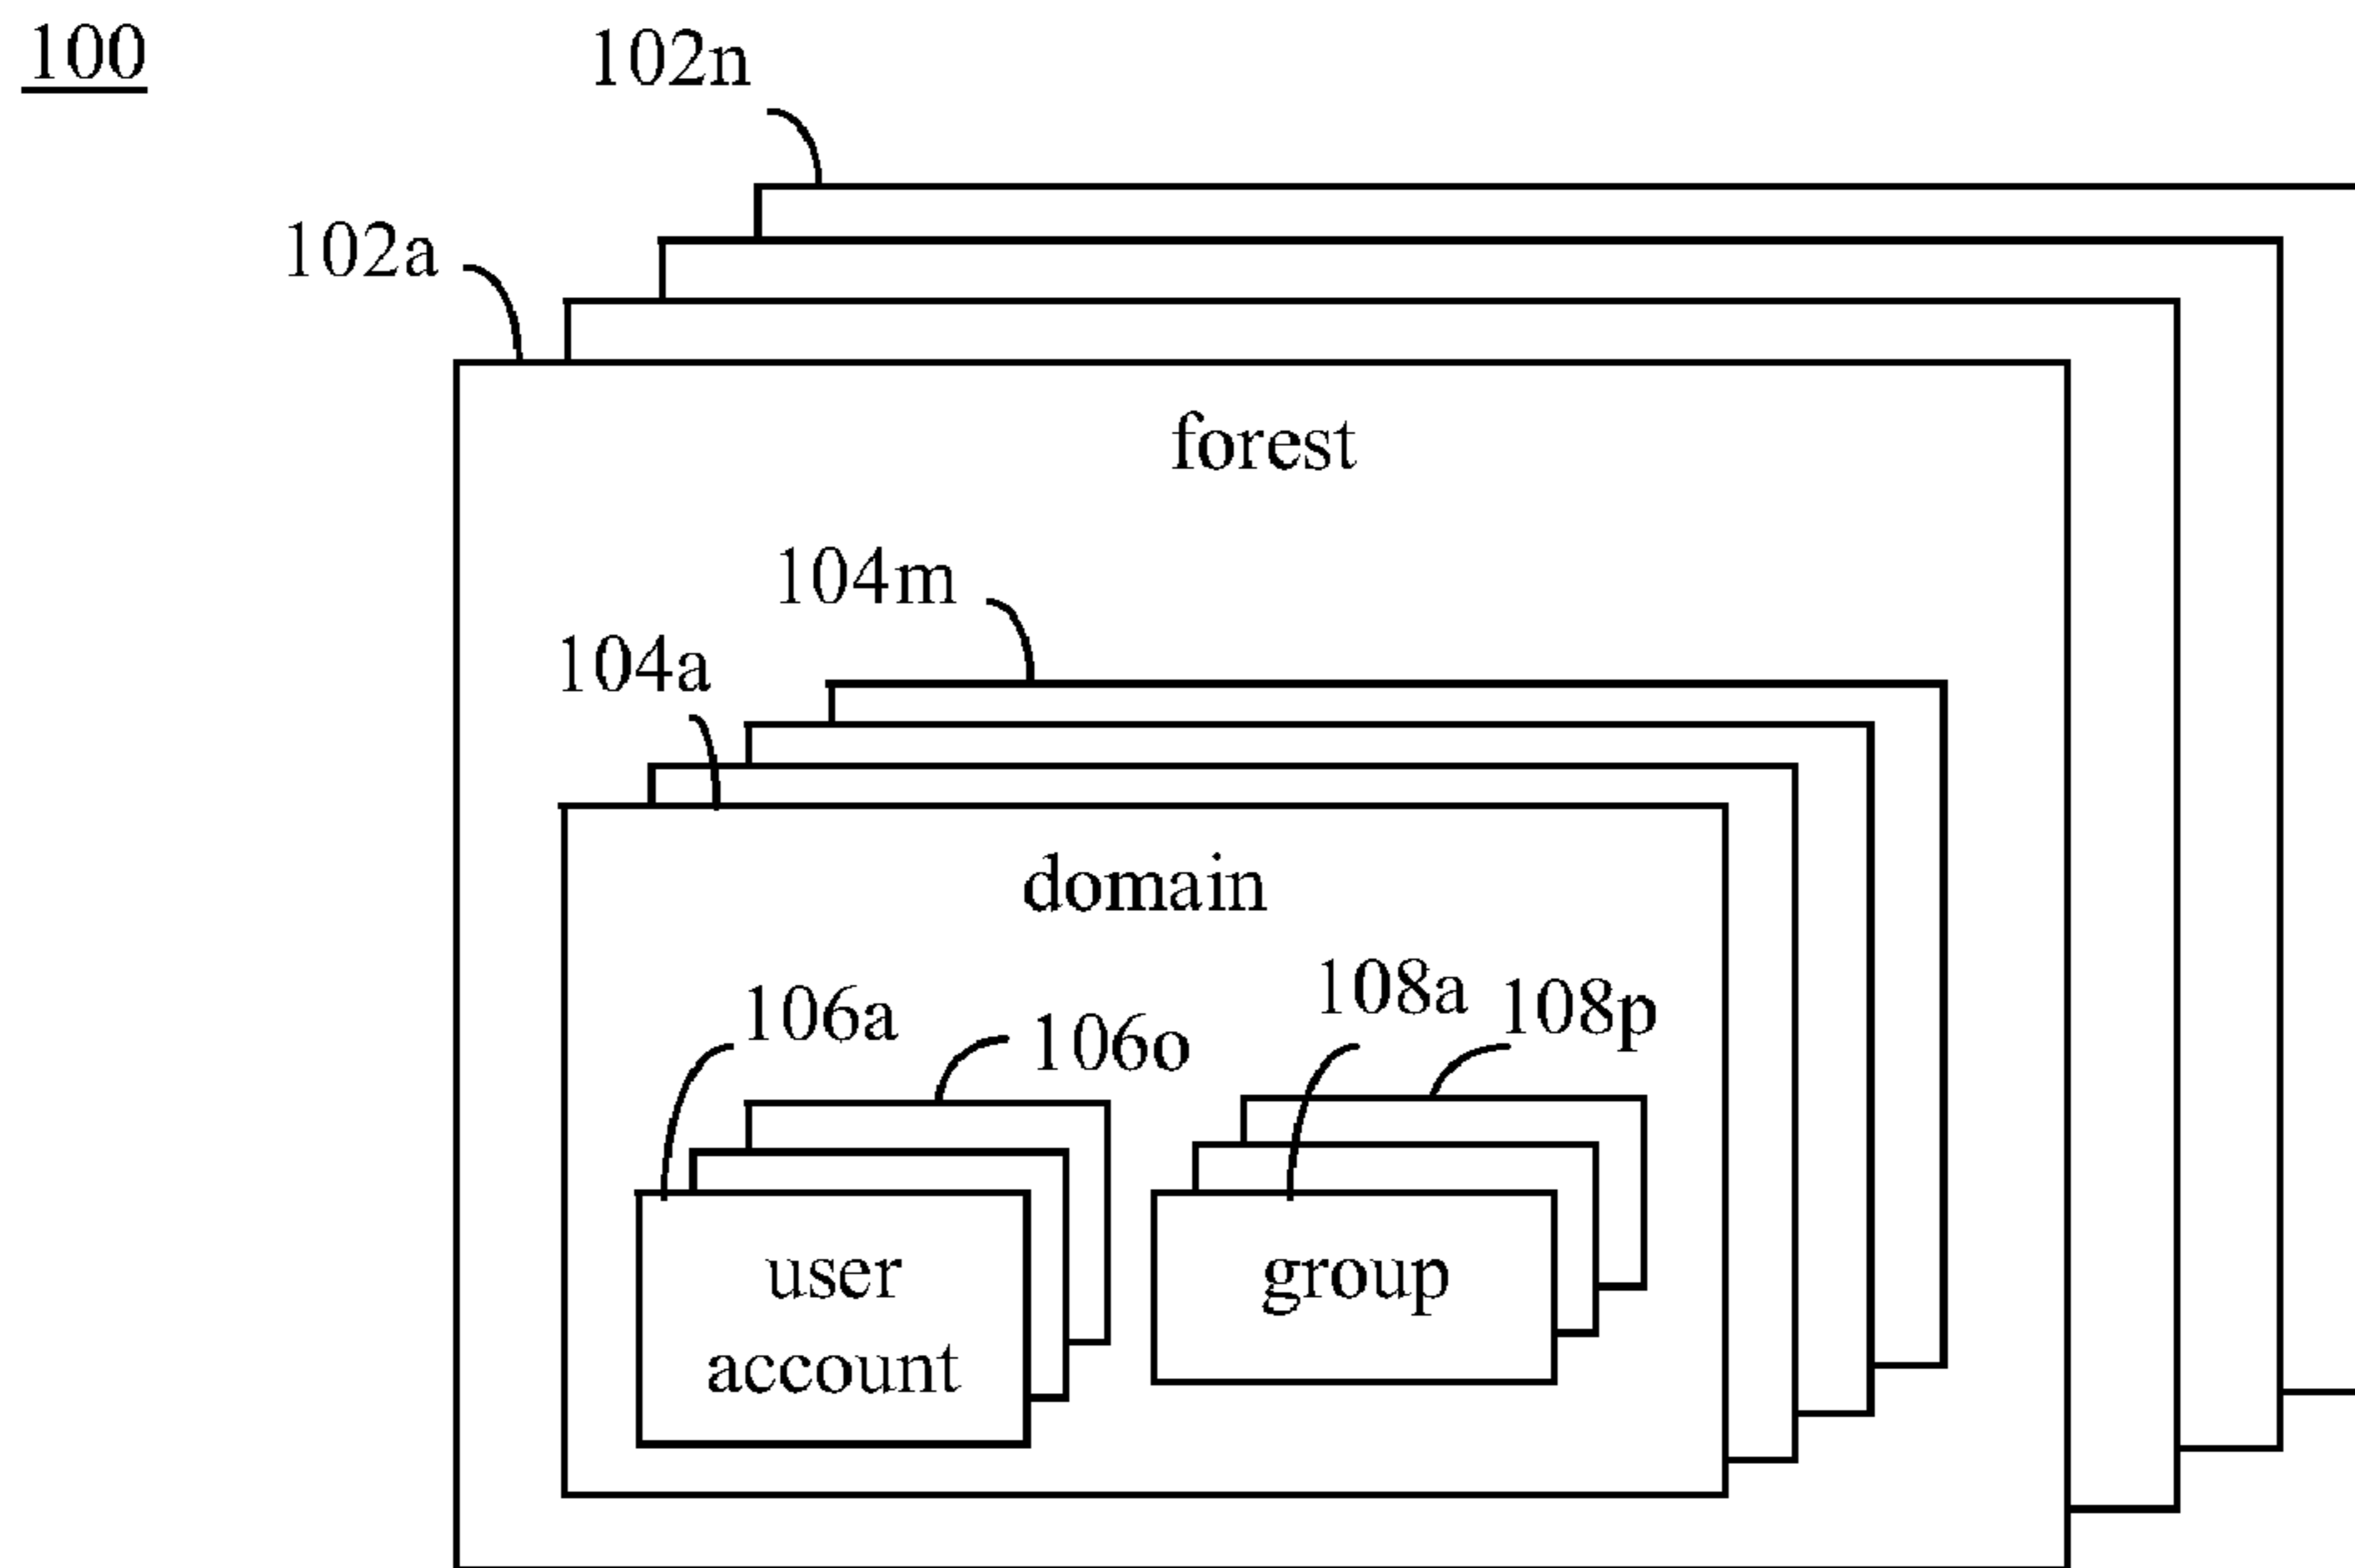 100
102n
102a
forest
104m
104a
domain
106a
106o
108a
108p
user
account
group